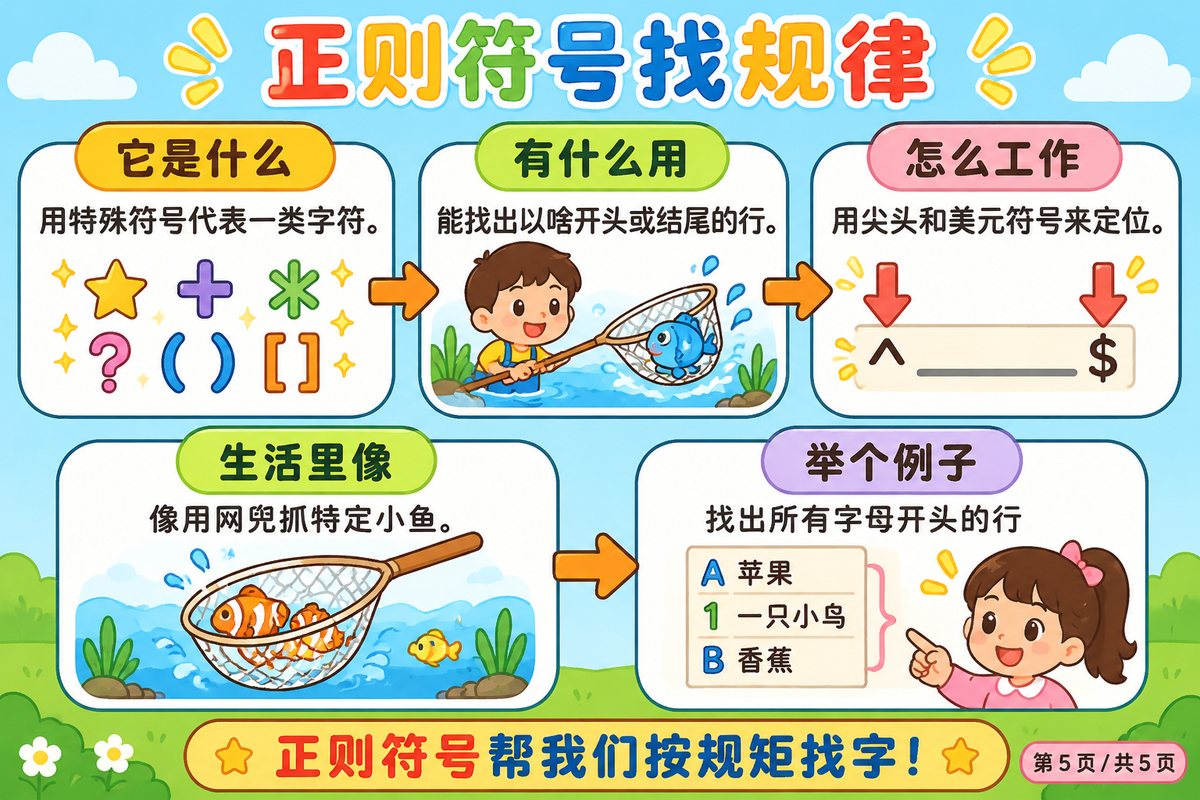 正则符号找规律
它是什么
用特殊符号代表一类字符。
+ *
? ( ) [ ]
有什么用
能找出以啥开头或结尾的行。
怎么工作
用尖头和美元符号来定位。
^ $
生活里像
像用网兜抓特定小鱼。
举个例子
找出所有字母开头的行
A 苹果
1 一只小鸟
B 香蕉
正则符号帮我们按规矩找字！
第5页/共5页